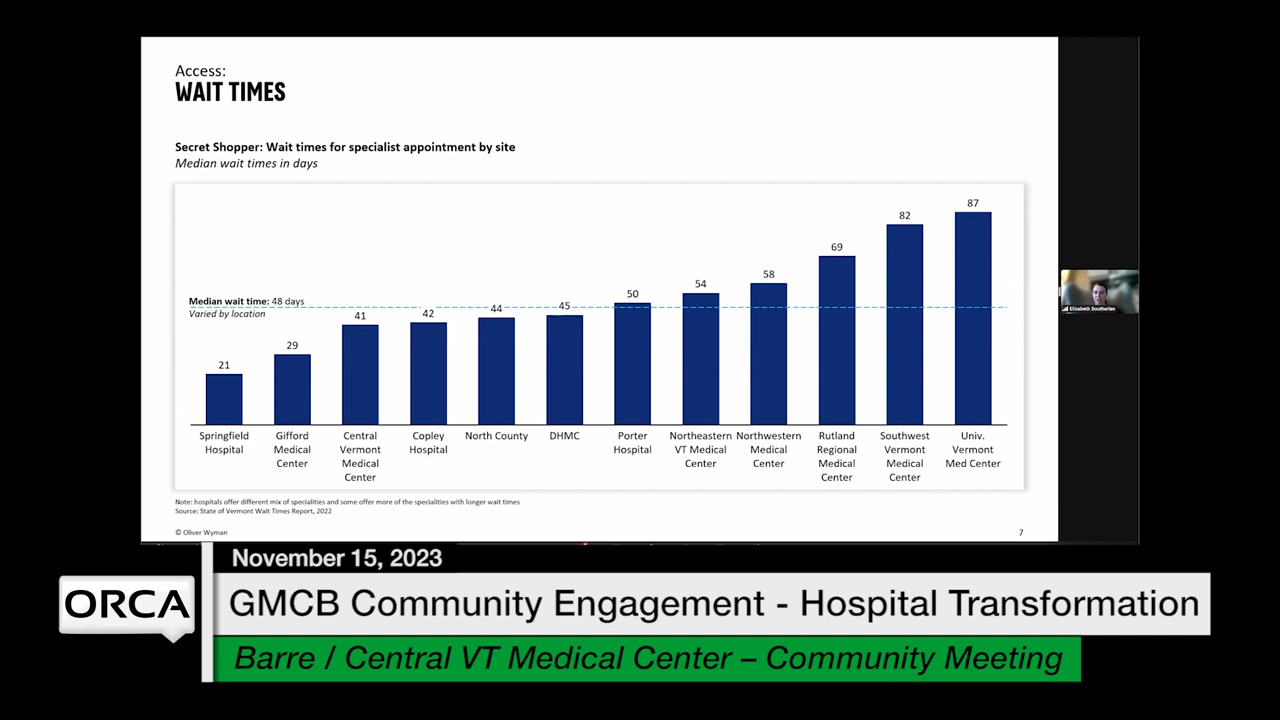 Access:
WAIT TIMES
Secret Shopper: Wait times for specialist appointment by site
Median wait times in days
Median wait time: 48 days
Varied by location
21
29
41
42
44
45
50
54
58
69
82
87
Springfield Hospital
Gifford Medical Center
Central Vermont Medical Center
Copley Hospital
North County
DHMC
Porter Hospital
Northeastern VT Medical Center
Northwestern Medical Center
Rutland Regional Medical Center
Southwest Vermont Medical Center
Univ. Vermont Med Center
Note: hospitals offer different mix of specialities and some offer more of the specialities with longer wait times
Source: State of Vermont Wait Times Report, 2022
© Oliver Wyman
7
Elizabeth Southerlan
November 15, 2023
ORCA
GMCB Community Engagement - Hospital Transformation
Barre / Central VT Medical Center – Community Meeting